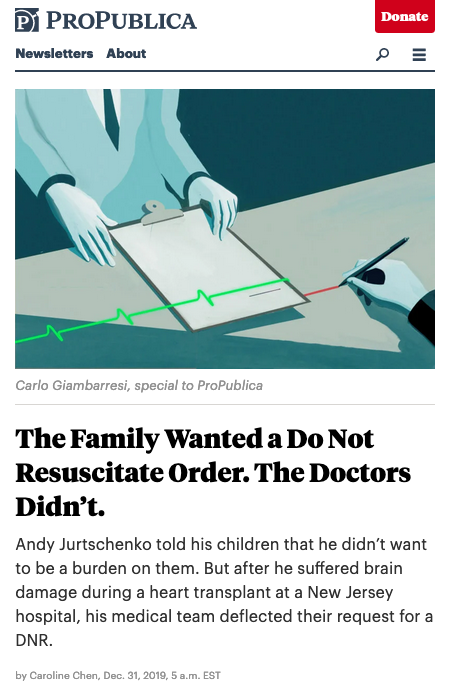 PROPUBLICA
Donate
Newsletters About
Carlo Giambarresi, special to ProPublica
The Family Wanted a Do Not
Resuscitate Order. The Doctors
Didn’t.
Andy Jurtschenko told his children that he didn’t want
to be a burden on them. But after he suffered brain
damage during a heart transplant at a New Jersey
hospital, his medical team deflected their request for a
DNR.
by Caroline Chen, Dec. 31, 2019, 5 a.m. EST